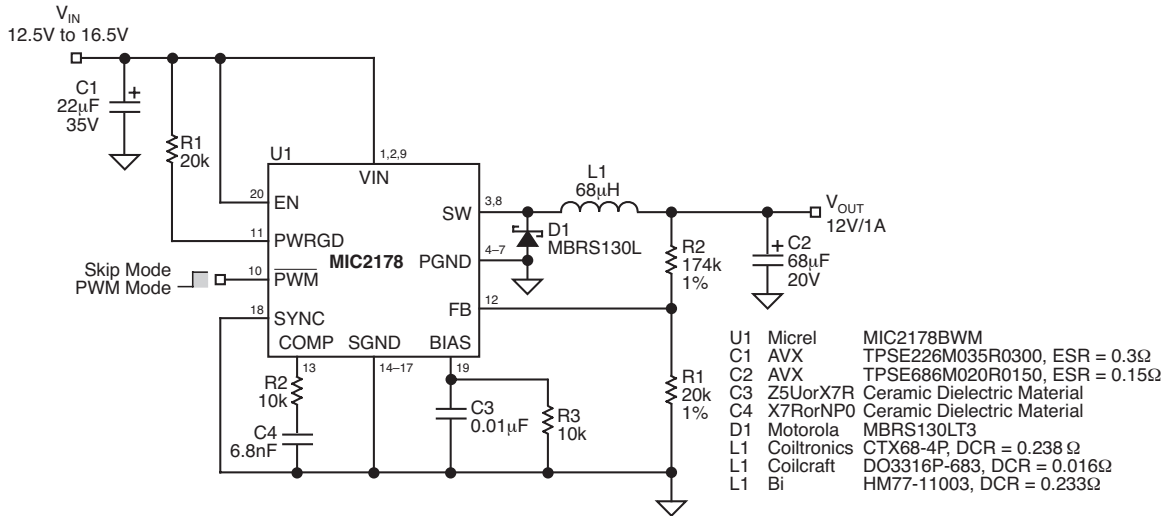 VIN
12.5V to 16.5V
C1
22µF
35V
R1
20k
U1
1,2,9
VIN
20
EN
11
PWRGD
MIC2178
Skip Mode
PWM Mode
10
PWM
18
SYNC
COMP
SGND
BIAS
SW
3,8
PGND
4–7
FB
12
L1
68µH
D1
MBRS130L
R2
174k
1%
VOUT
12V/1A
C2
68µF
20V
13
14–17
19
R2
10k
C4
6.8nF
C3
0.01µF
R3
10k
R1
20k
1%
U1 Micrel MIC2178BWM
C1 AVX TPSE226M035R0300, ESR = 0.3Ω
C2 AVX TPSE686M020R0150, ESR = 0.15Ω
C3 Z5UorX7R Ceramic Dielectric Material
C4 X7RorNP0 Ceramic Dielectric Material
D1 Motorola MBRS130LT3
L1 Coiltronics CTX68-4P, DCR = 0.238 Ω
L1 Coilcraft DO3316P-683, DCR = 0.016Ω
L1 Bi HM77-11003, DCR = 0.233Ω